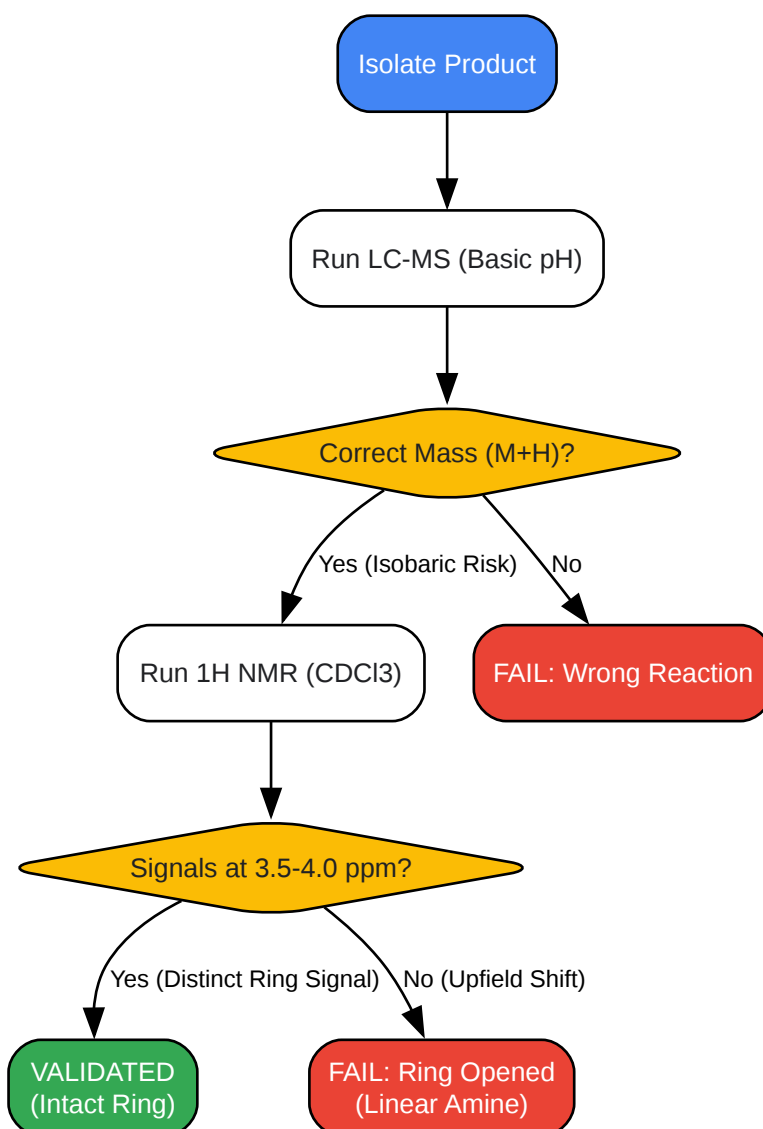 Isolate Product
Run LC-MS (Basic pH)
Correct Mass (M+H)?
Yes (Isobaric Risk)
No
Run 1H NMR (CDCl3)
FAIL: Wrong Reaction
Signals at 3.5-4.0 ppm?
Yes (Distinct Ring Signal)
No (Upfield Shift)
VALIDATED
(Intact Ring)
FAIL: Ring Opened
(Linear Amine)